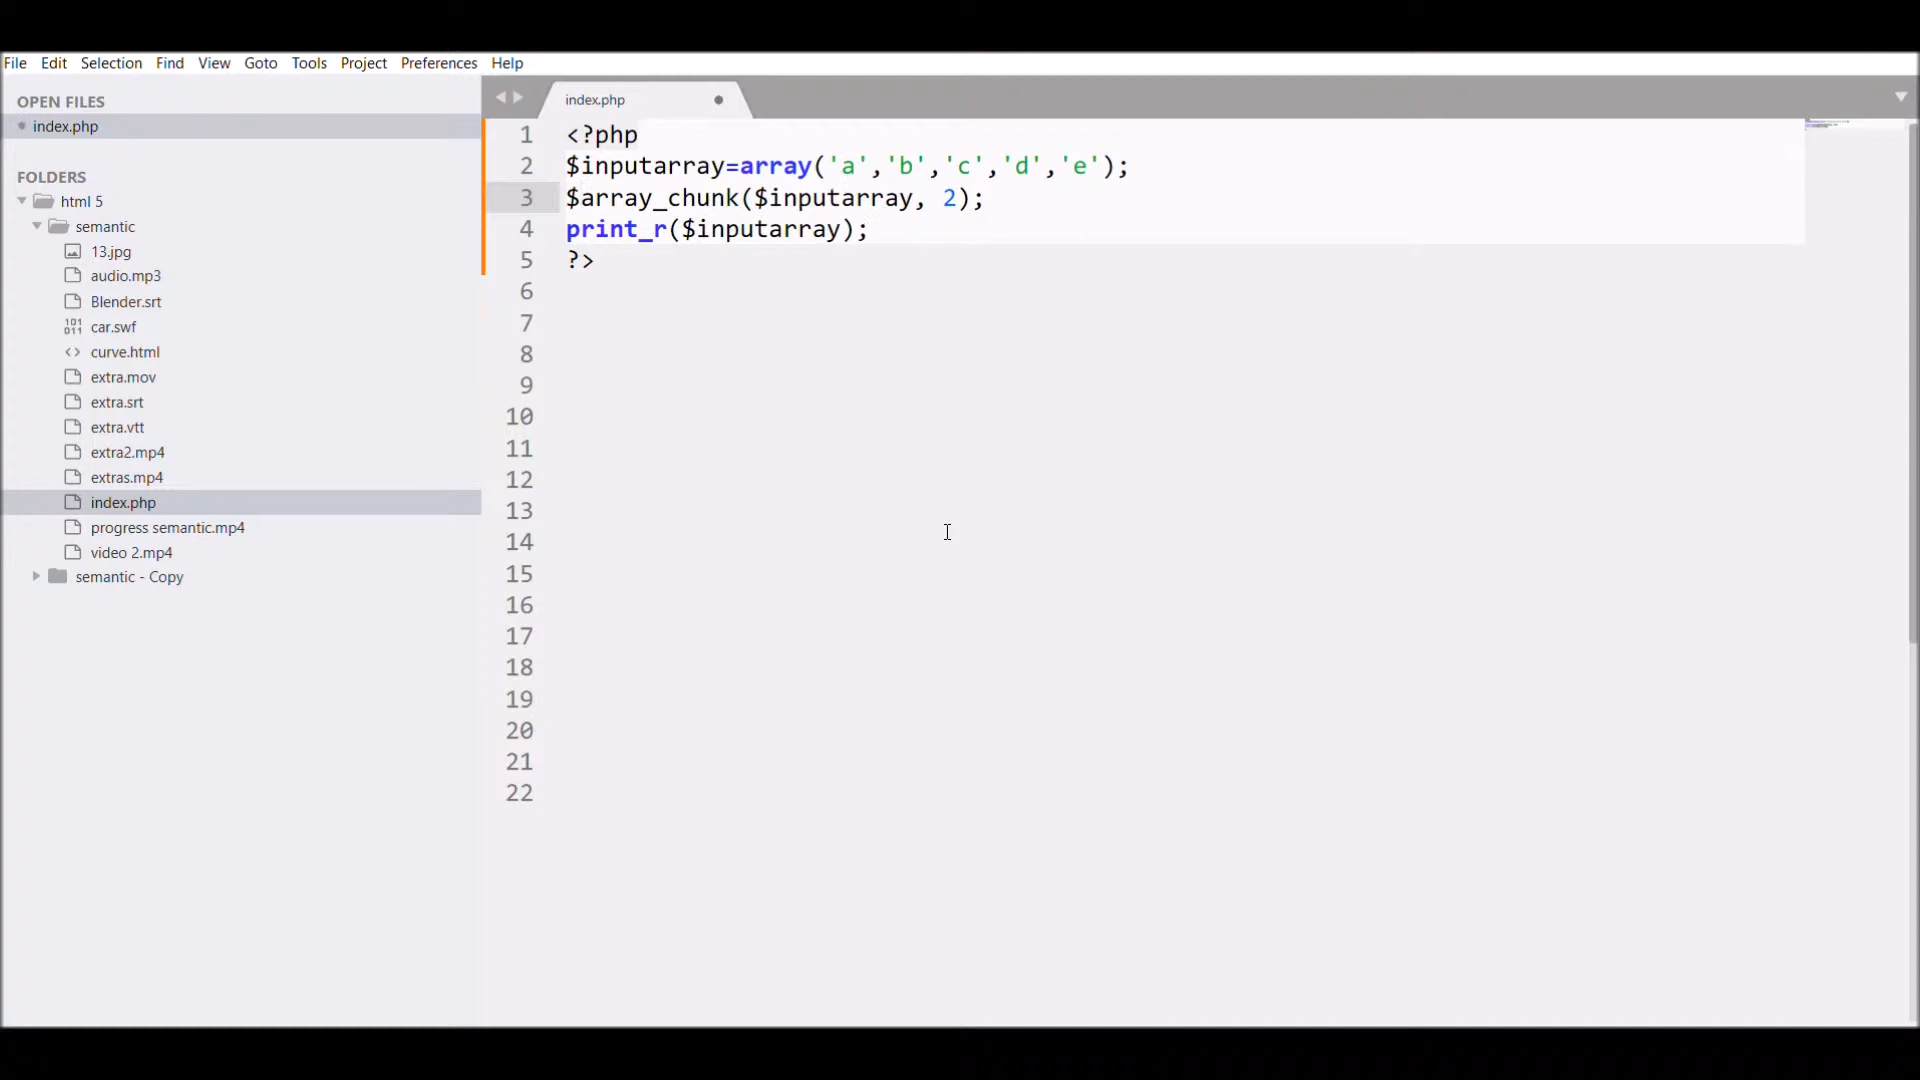 File Edit Selection Find View Goto Tools Project Preferences Help
OPEN FILES
index.php
FOLDERS
html 5
semantic
13.jpg
audio.mp3
Blender.srt
car.swf
curve.html
extra.mov
extra.srt
extra.vtt
extra2.mp4
extras.mp4
index.php
progress semantic.mp4
video 2.mp4
semantic - Copy
index.php
1 <?php
2 $inputarray=array('a','b','c','d','e');
3 $array_chunk($inputarray, 2);
4 print_r($inputarray);
5 ?>
6
7
8
9
10
11
12
13
14
15
16
17
18
19
20
21
22